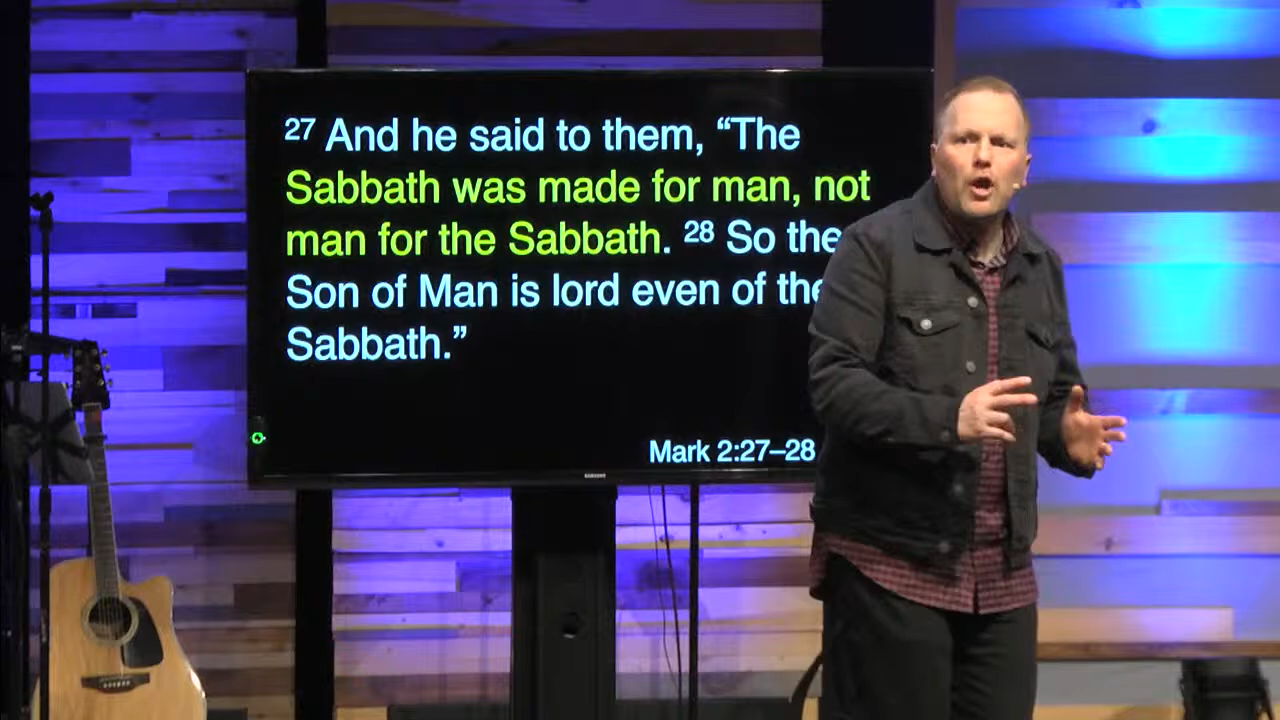 27 And he said to them, “The
Sabbath was made for man, not
man for the Sabbath. 28 So the
Son of Man is lord even of the
Sabbath.”
Mark 2:27–28
SAMSUNG